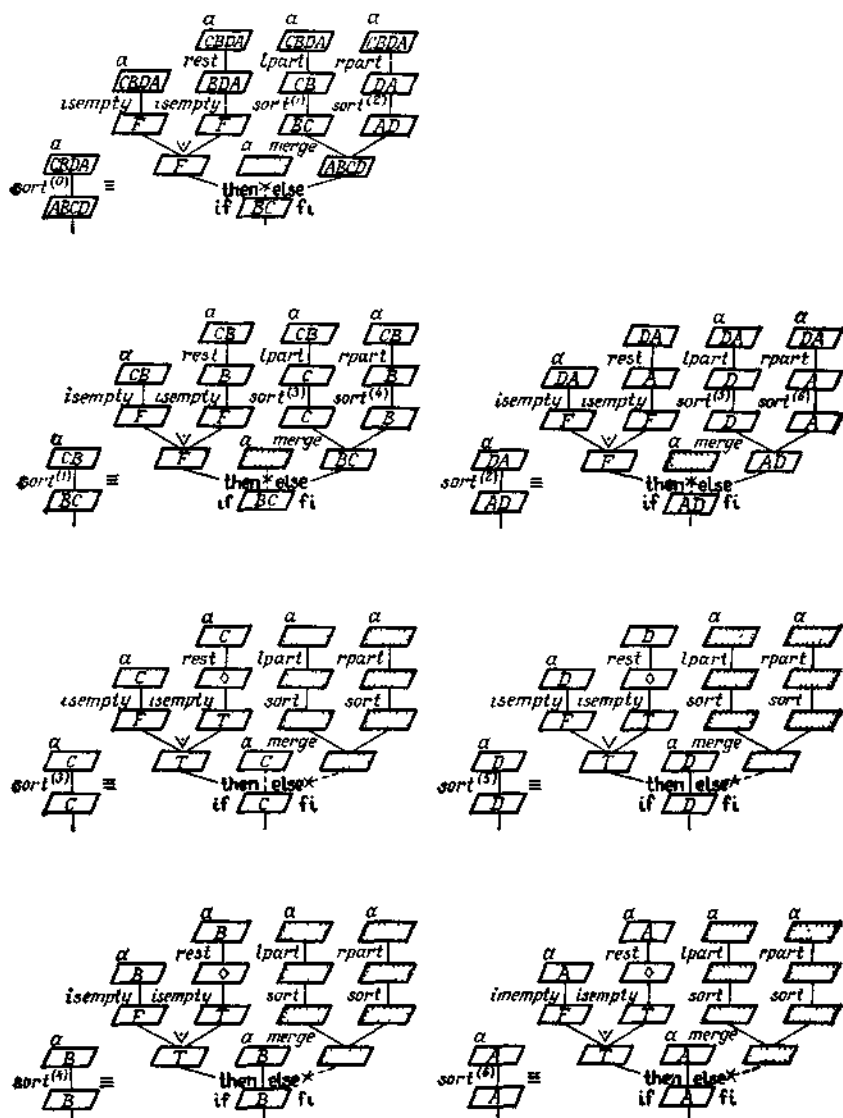 a a a
CBDA CBDA CBDA
a rest lpart rpart
CBDA BDA CB DA
isempty isempty sort(1) sort(2)
F F BC AD
∨ a merge
a F ABCD
CBDA then*else
sort(0) ≡ if BC fi
ABCD
a a a
CB CB CB
a rest lpart rpart
CB B C B
isempty isempty sort(3) sort(4)
F F C B
∨ a merge
a F BC
CB then*else
sort(1) ≡ if BC fi
BC
a a a
DA DA DA
a rest lpart rpart
DA A D A
isempty isempty sort(5) sort(6)
F F D A
∨ a merge
a F AD
DA then*else
sort(2) ≡ if AD fi
AD
a a a
C
a rest lpart rpart
C ◊
isempty isempty sort sort
F T
∨ a merge
a T C
C then else*
sort(3) ≡ if C fi
C
a a
D
a rest lpart rpart
D ◊
isempty isempty sort sort
F T
∨ a merge
a T D
D then else*
sort(5) ≡ if D fi
D
a a a
B
a rest lpart rpart
B ◊
isempty isempty sort sort
F T
∨ a merge
a T B
B then else*
sort(4) ≡ if B fi
B
a a a
A
a rest lpart rpart
A ◊
imempty isempty sort sort
F T
∨ a merge
a T A
A then else*
sort(6) ≡ if A fi
A